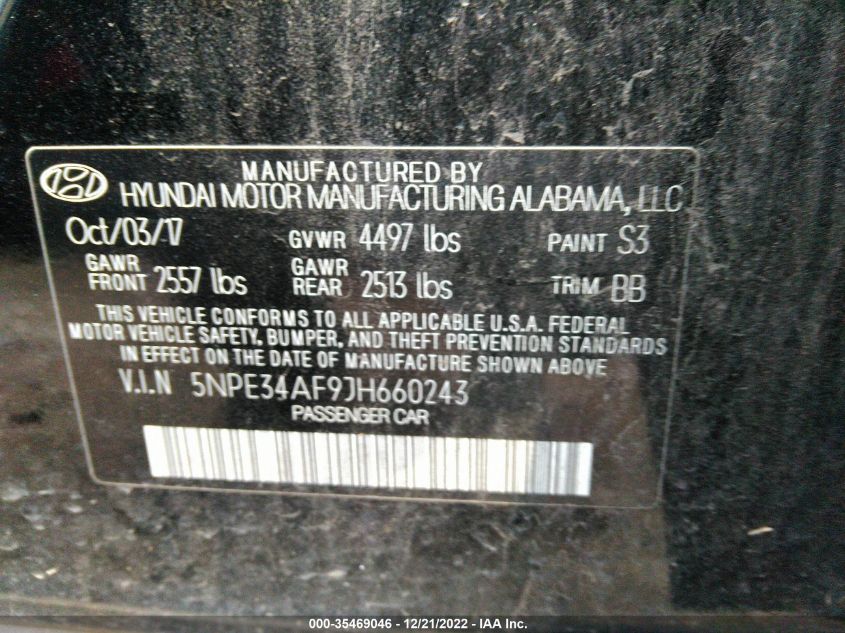 MANUFACTURED BY
HYUNDAI MOTOR MANUFACTURING ALABAMA, LLC
Oct/03/17 GVWR 4497 lbs PAINT S3
GAWR FRONT 2557 lbs GAWR REAR 2513 lbs TRIM BB
THIS VEHICLE CONFORMS TO ALL APPLICABLE U.S.A. FEDERAL
MOTOR VEHICLE SAFETY, BUMPER, AND THEFT PREVENTION STANDARDS
IN EFFECT ON THE DATE OF MANUFACTURE SHOWN ABOVE
V.I.N 5NPE34AF9JH660243
PASSENGER CAR
000-35469046 - 12/21/2022 - IAA Inc.